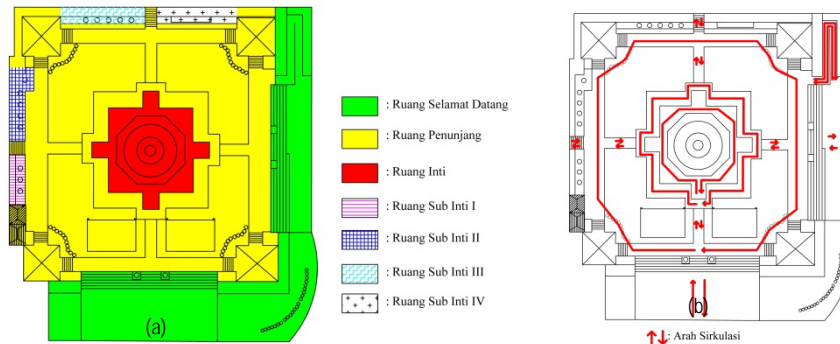 : Ruang Selamat Datang
: Ruang Penunjang
: Ruang Inti
: Ruang Sub Inti I
: Ruang Sub Inti II
: Ruang Sub Inti III
: Ruang Sub Inti IV
(a)
(b)
: Arah Sirkulasi